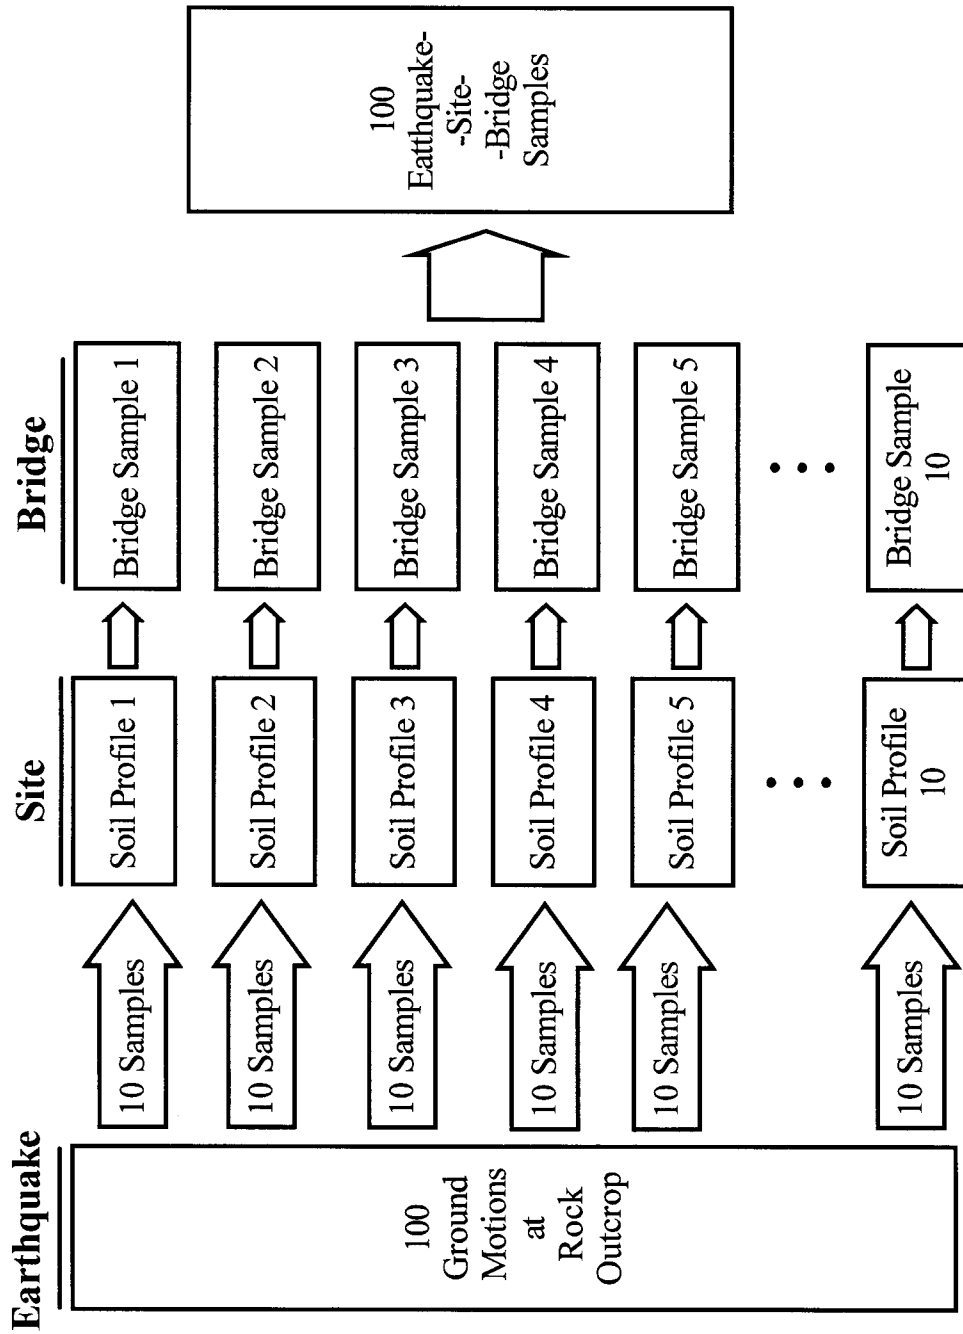 Earthquake
Site
Bridge
100
Ground
Motions
at
Rock
Outcrop
10 Samples
Soil Profile 1
Bridge Sample 1
10 Samples
Soil Profile 2
Bridge Sample 2
10 Samples
Soil Profile 3
Bridge Sample 3
10 Samples
Soil Profile 4
Bridge Sample 4
10 Samples
Soil Profile 5
Bridge Sample 5
10 Samples
Soil Profile
10
Bridge Sample
10
100
Eatthquake-
-Site-
-Bridge
Samples